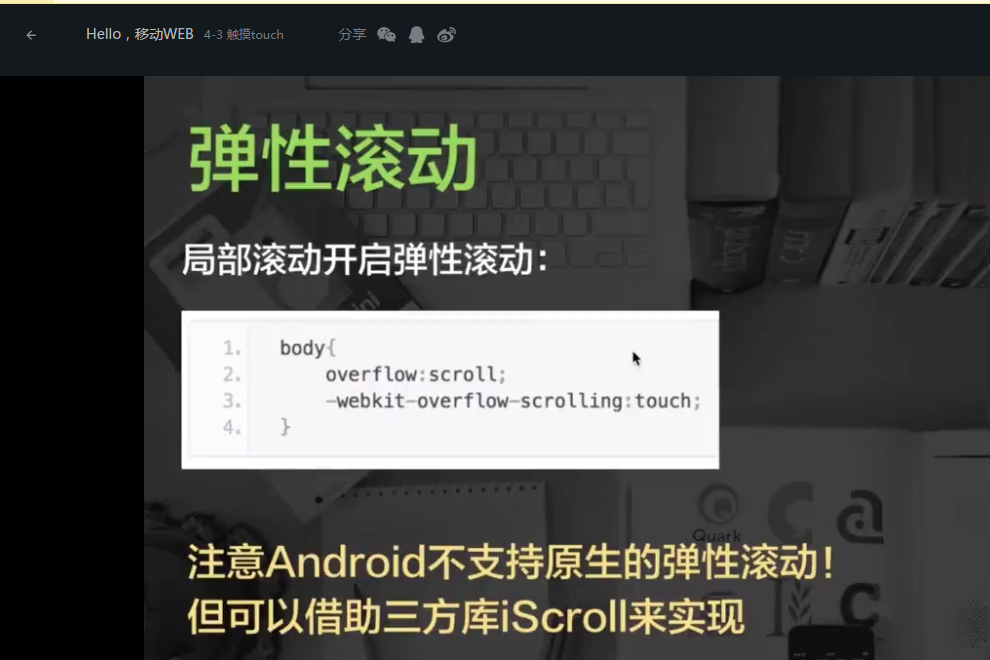 Hello，移动WEB 4-3 触摸touch 分享
弹性滚动
局部滚动开启弹性滚动：
1. body{
2. overflow:scroll;
3. -webkit-overflow-scrolling:touch;
4. }
Quark
注意Android不支持原生的弹性滚动！
但可以借助三方库iScroll来实现